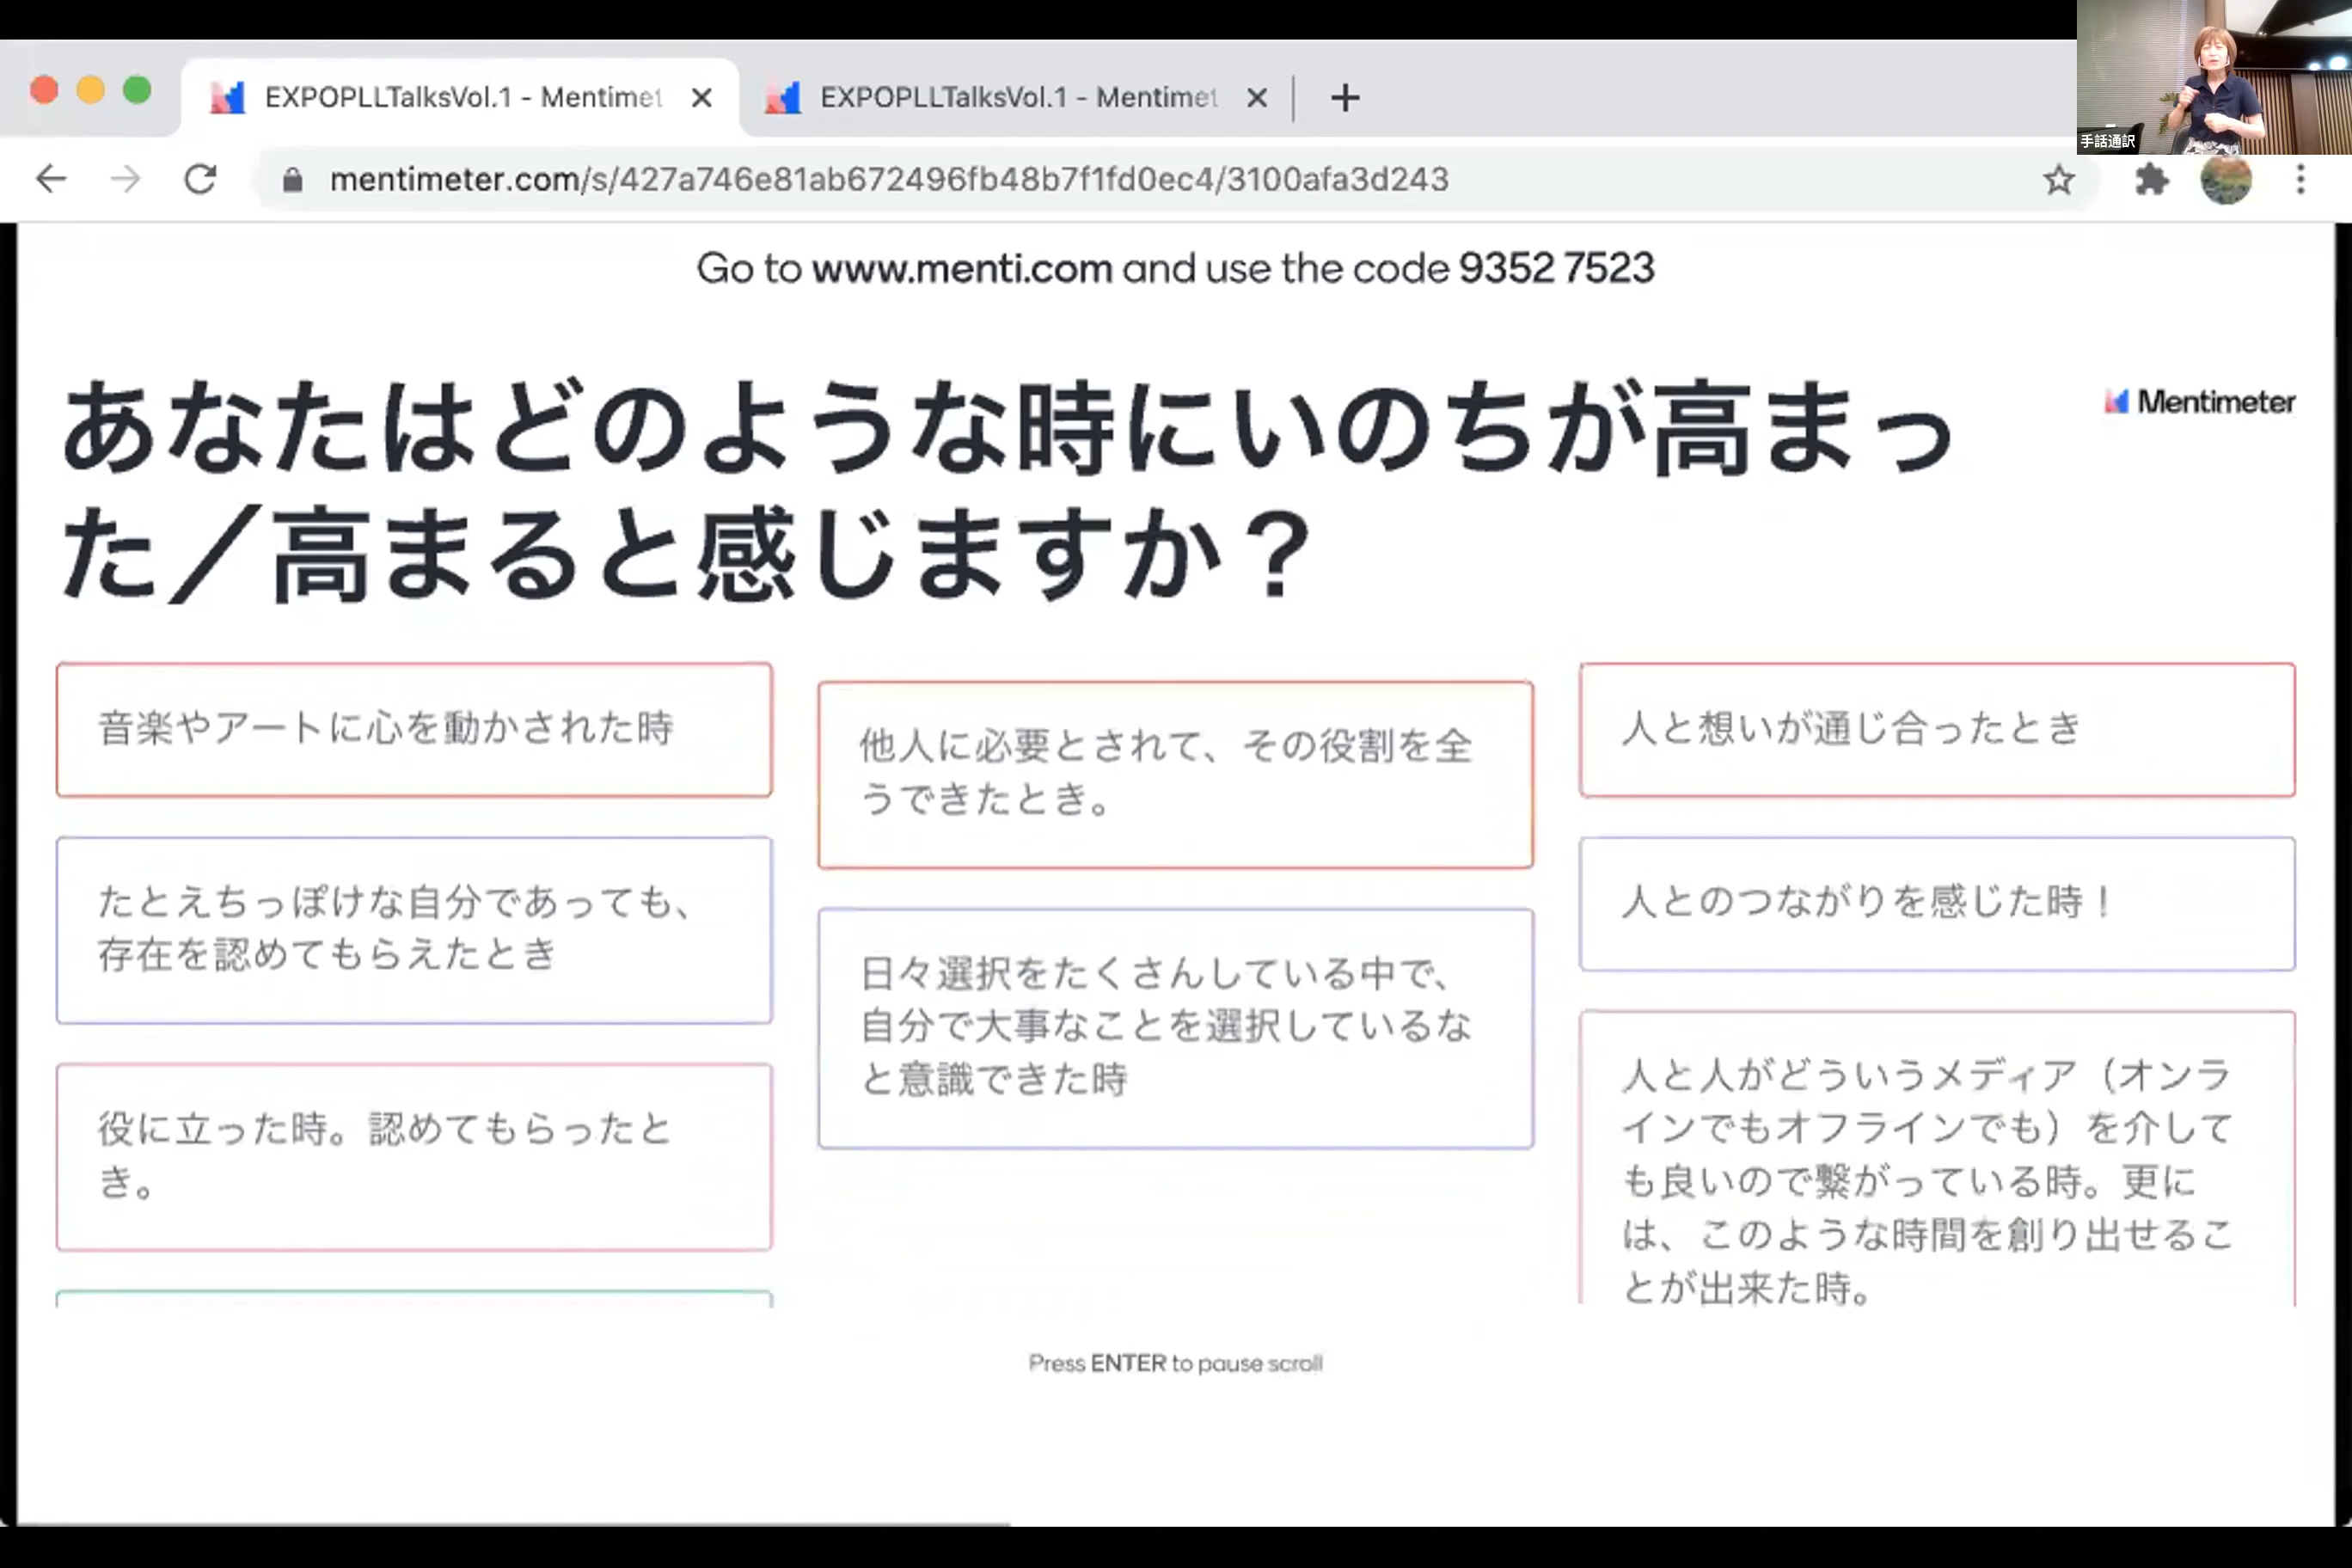 EXPOPLLTalksVol.1 - Mentimet
EXPOPLLTalksVol.1 - Mentimet
手話通訳
mentimeter.com/s/427a746e81ab672496fb48b7f1fd0ec4/3100afa3d243
Go to www.menti.com and use the code 9352 7523
あなたはどのような時にいのちが高まっ
た／高まると感じますか？
Mentimeter
音楽やアートに心を動かされた時
たとえちっぽけな自分であっても、
存在を認めてもらえたとき
役に立った時。認めてもらったと
き。
他人に必要とされて、その役割を全
うできたとき。
日々選択をたくさんしている中で、
自分で大事なことを選択しているな
と意識できた時
人と想いが通じ合ったとき
人とのつながりを感じた時！
人と人がどういうメディア（オンラ
インでもオフラインでも）を介して
も良いので繋がっている時。更に
は、このような時間を創り出せるこ
とが出来た時。
Press ENTER to pause scroll